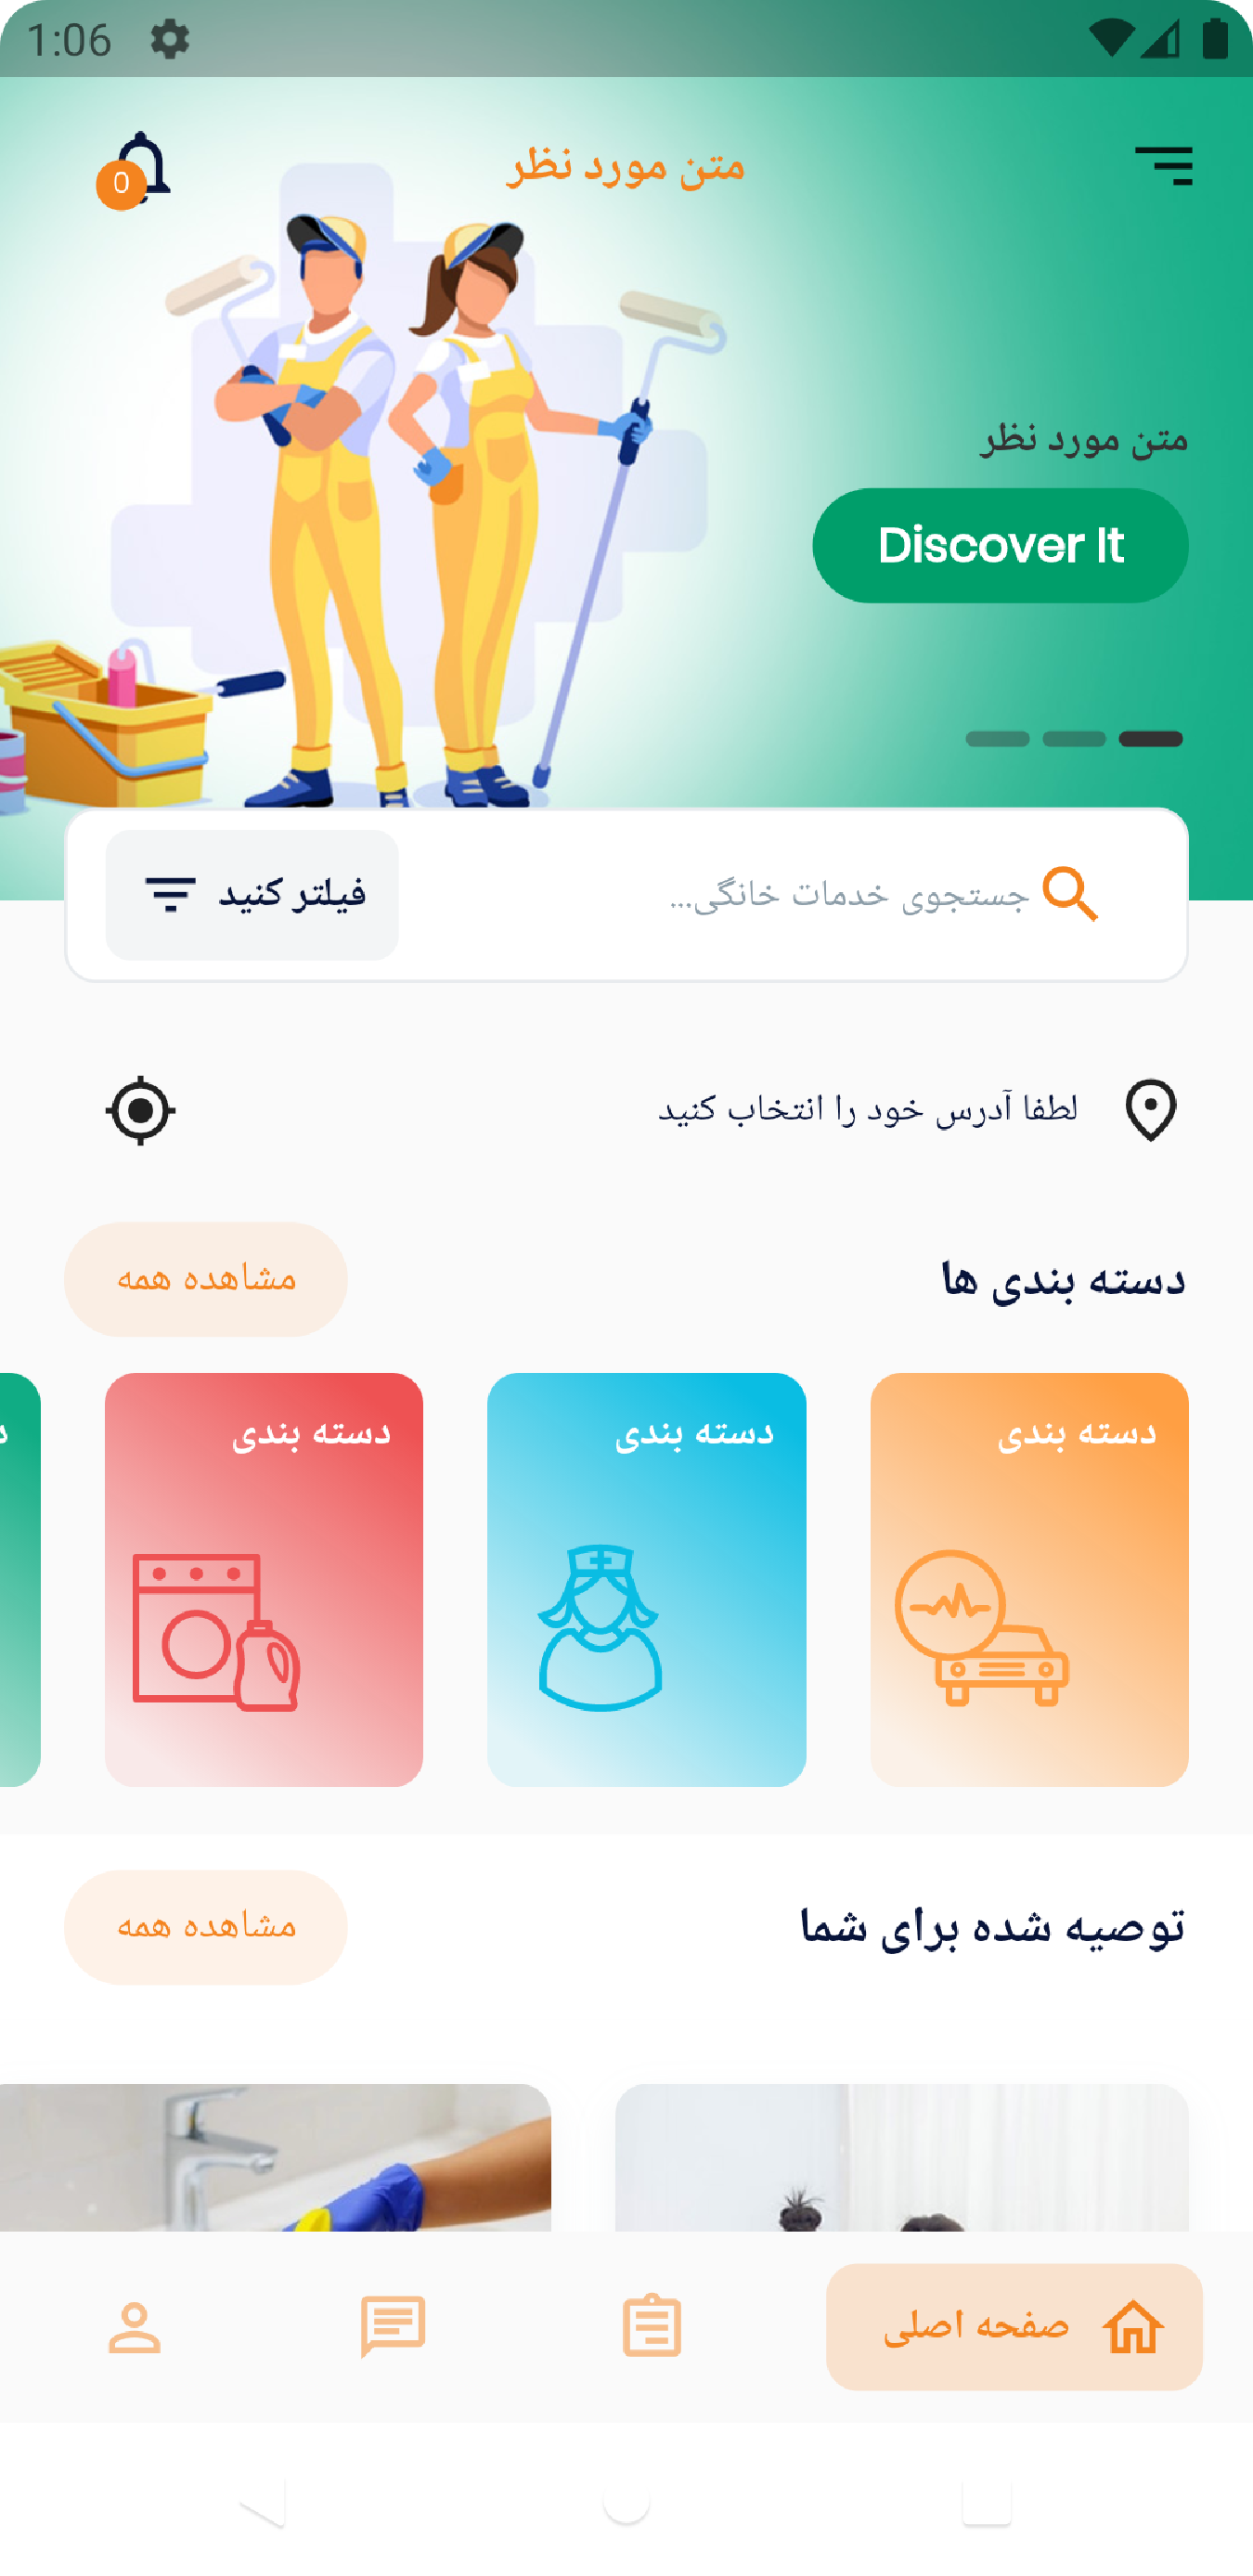 1:06
متن مورد نظر
0
متن مورد نظر
Discover It
جستجوی خدمات خانگی...
فیلتر کنید
لطفا آدرس خود را انتخاب کنید
دسته بندی ها
مشاهده همه
دسته بندی
دسته بندی
دسته بندی
توصیه شده برای شما
مشاهده همه
صفحه اصلی